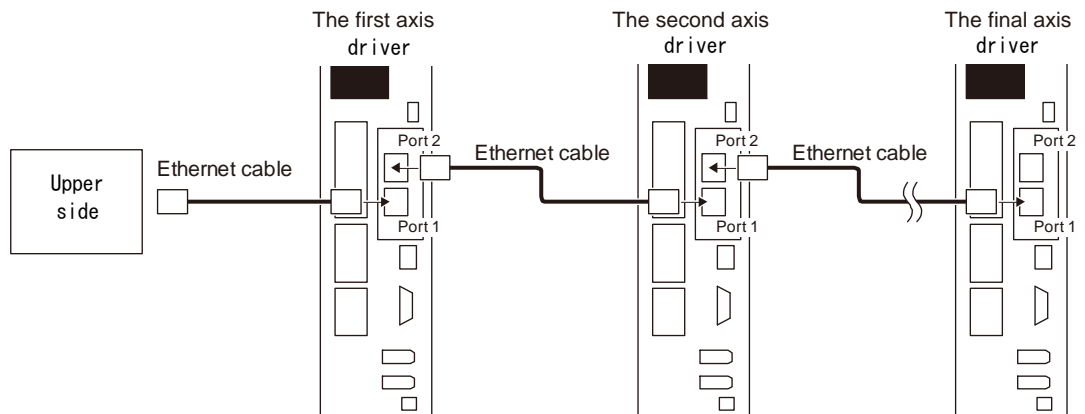 The first axis
driver
The second axis
driver
The final axis
driver
Port 2
Port 2
Port 2
Ethernet cable
Ethernet cable
Ethernet cable
Upper
side
Port 1
Port 1
Port 1